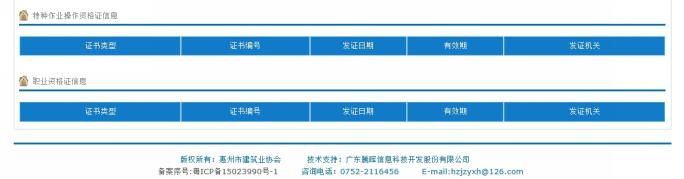 特种作业操作资格证信息
证书类型 证书编号 发证日期 有效期 发证机关
职业资格证信息
证书类型 证书编号 发证日期 有效期 发证机关
版权所有：惠州市建筑业协会 技术支持：广东腾晖信息科技开发股份有限公司
备案序号:粤ICP备15023990号-1 咨询电话：0752-2116456 E-mail:hzjzyxh@126.com